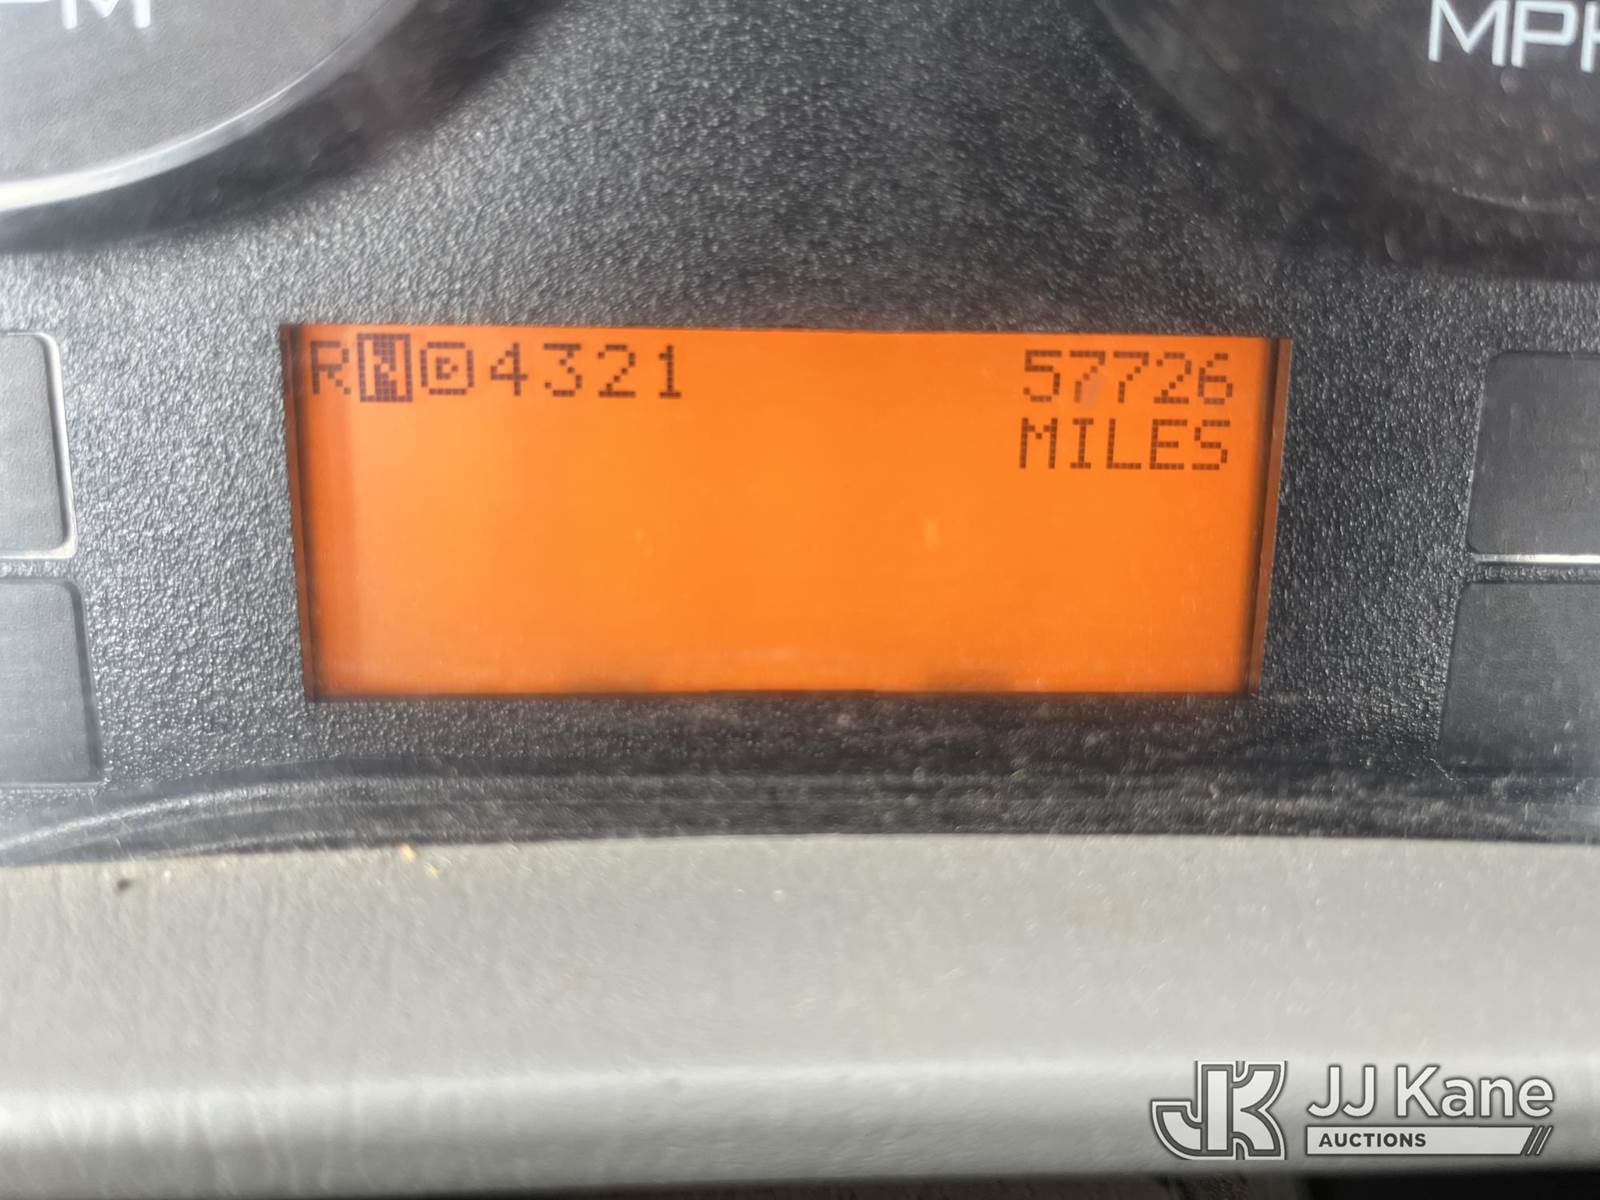 MPH
RND4321 57726
MILES
JJ Kane
AUCTIONS